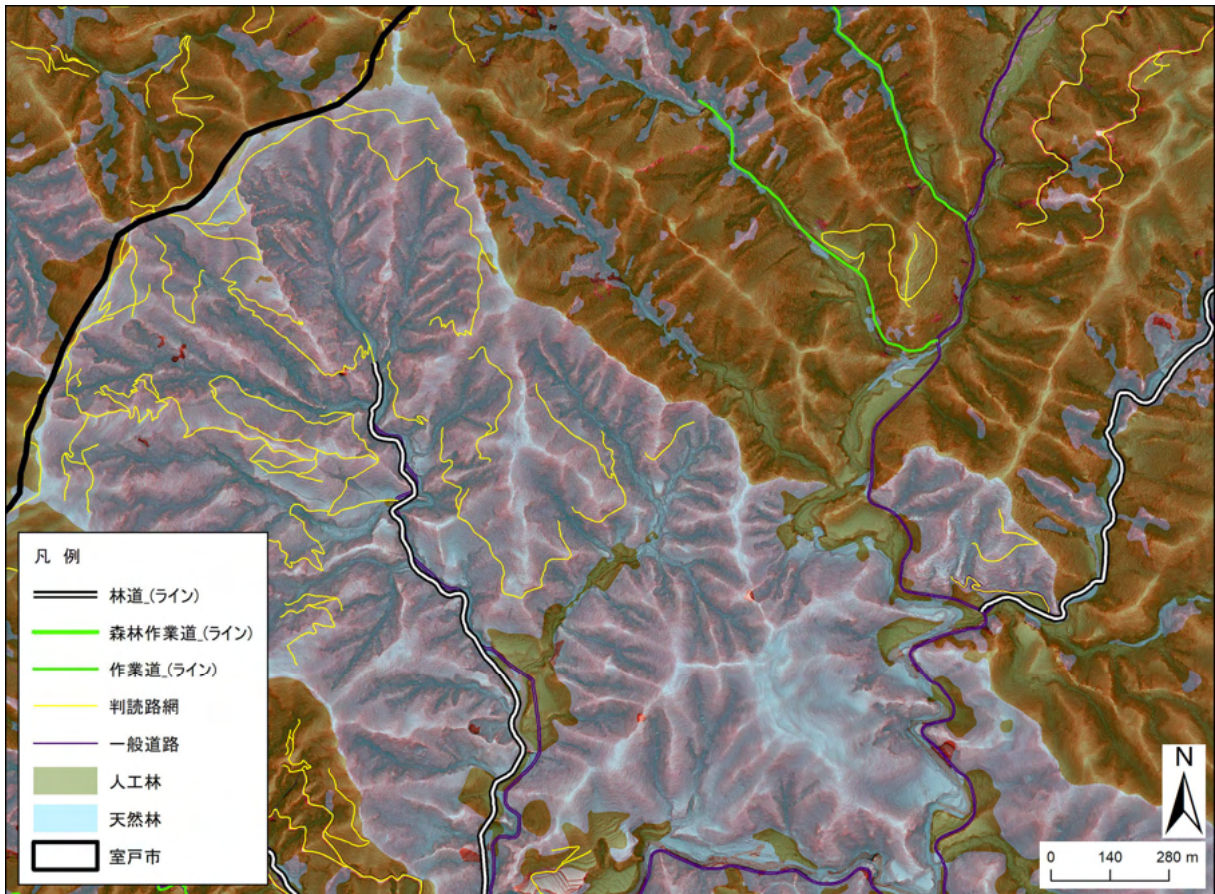 凡 例
林道_(ライン)
森林作業道_(ライン)
作業道_(ライン)
判読路網
一般道路
人工林
天然林
室戸市
N
0 140 280 m